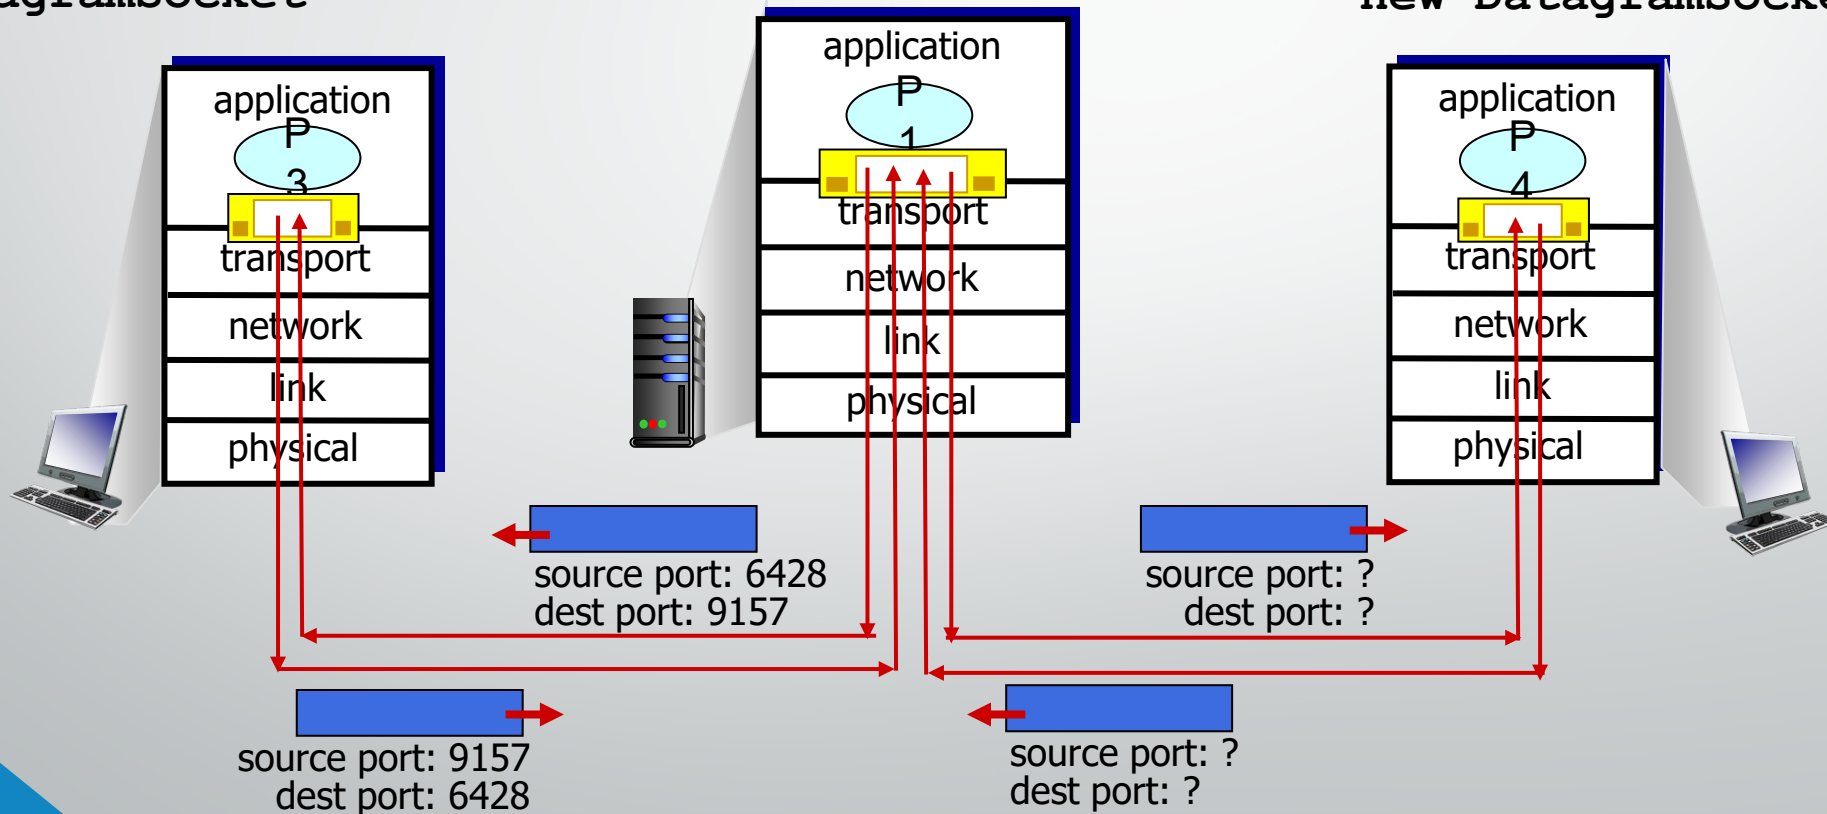 new DatagramSocket
application
P
3
transport
network
link
physical
application
P
1
transport
network
link
physical
application
P
4
transport
network
link
physical
source port: 6428
dest port: 9157
source port: ?
dest port: ?
source port: 9157
dest port: 6428
source port: ?
dest port: ?